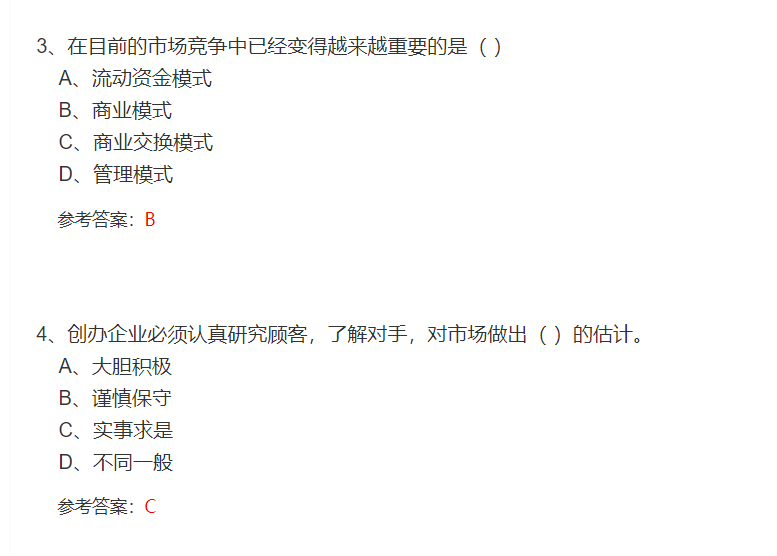 3、在目前的市场竞争中已经变得越来越重要的是（ ）
A、流动资金模式
B、商业模式
C、商业交换模式
D、管理模式
参考答案：B
4、创办企业必须认真研究顾客，了解对手，对市场做出（ ）的估计。
A、大胆积极
B、谨慎保守
C、实事求是
D、不同一般
参考答案：C